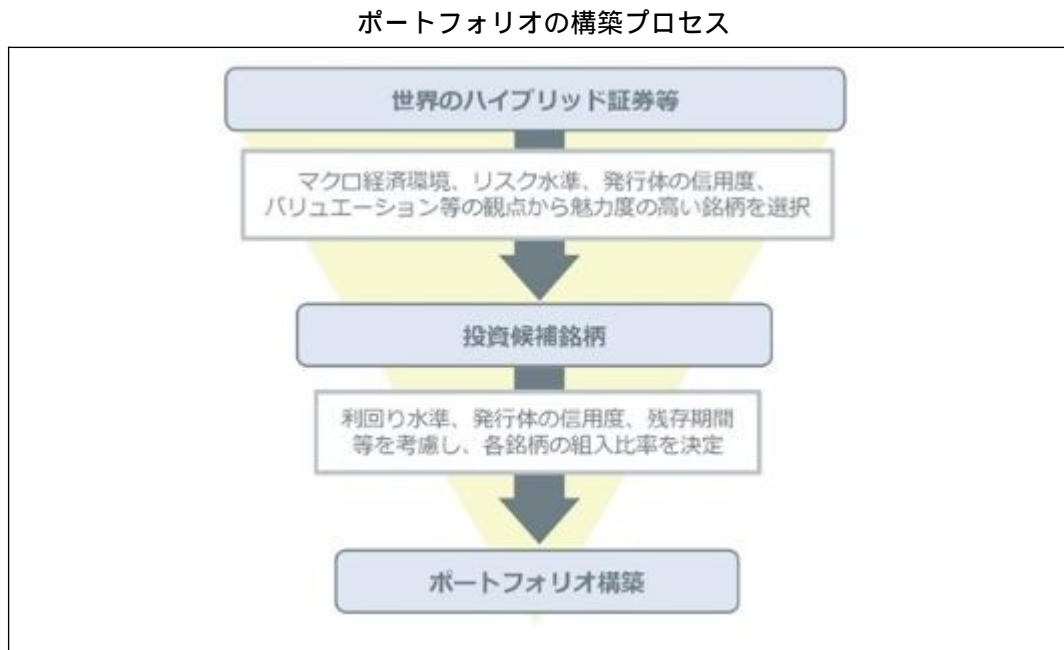 ポートフォリオの構築プロセス
世界のハイブリッド証券等
マクロ経済環境、リスク水準、発行体の信用度、
バリュエーション等の観点から魅力度の高い銘柄を選択
投資候補銘柄
利回り水準、発行体の信用度、残存期間
等を考慮し、各銘柄の組入比率を決定
ポートフォリオ構築